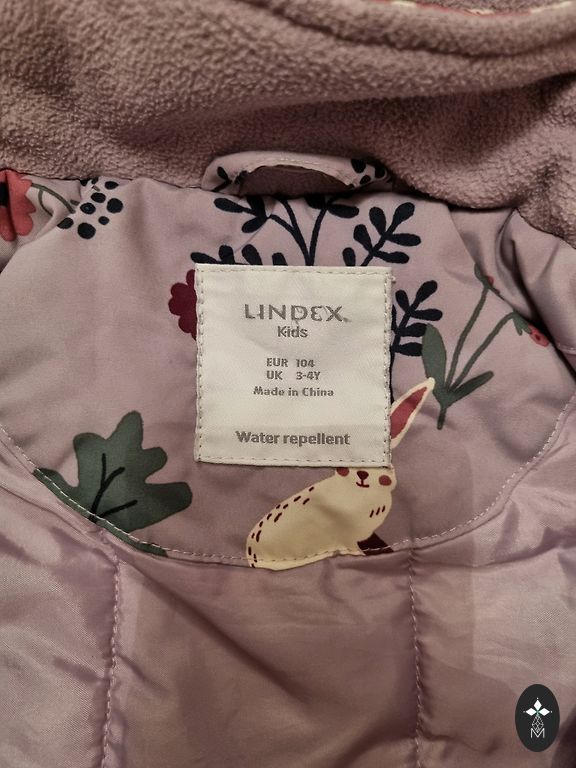 LINDEX
Kids
EUR 104
UK 3-4Y
Made in China
Water repellent
M